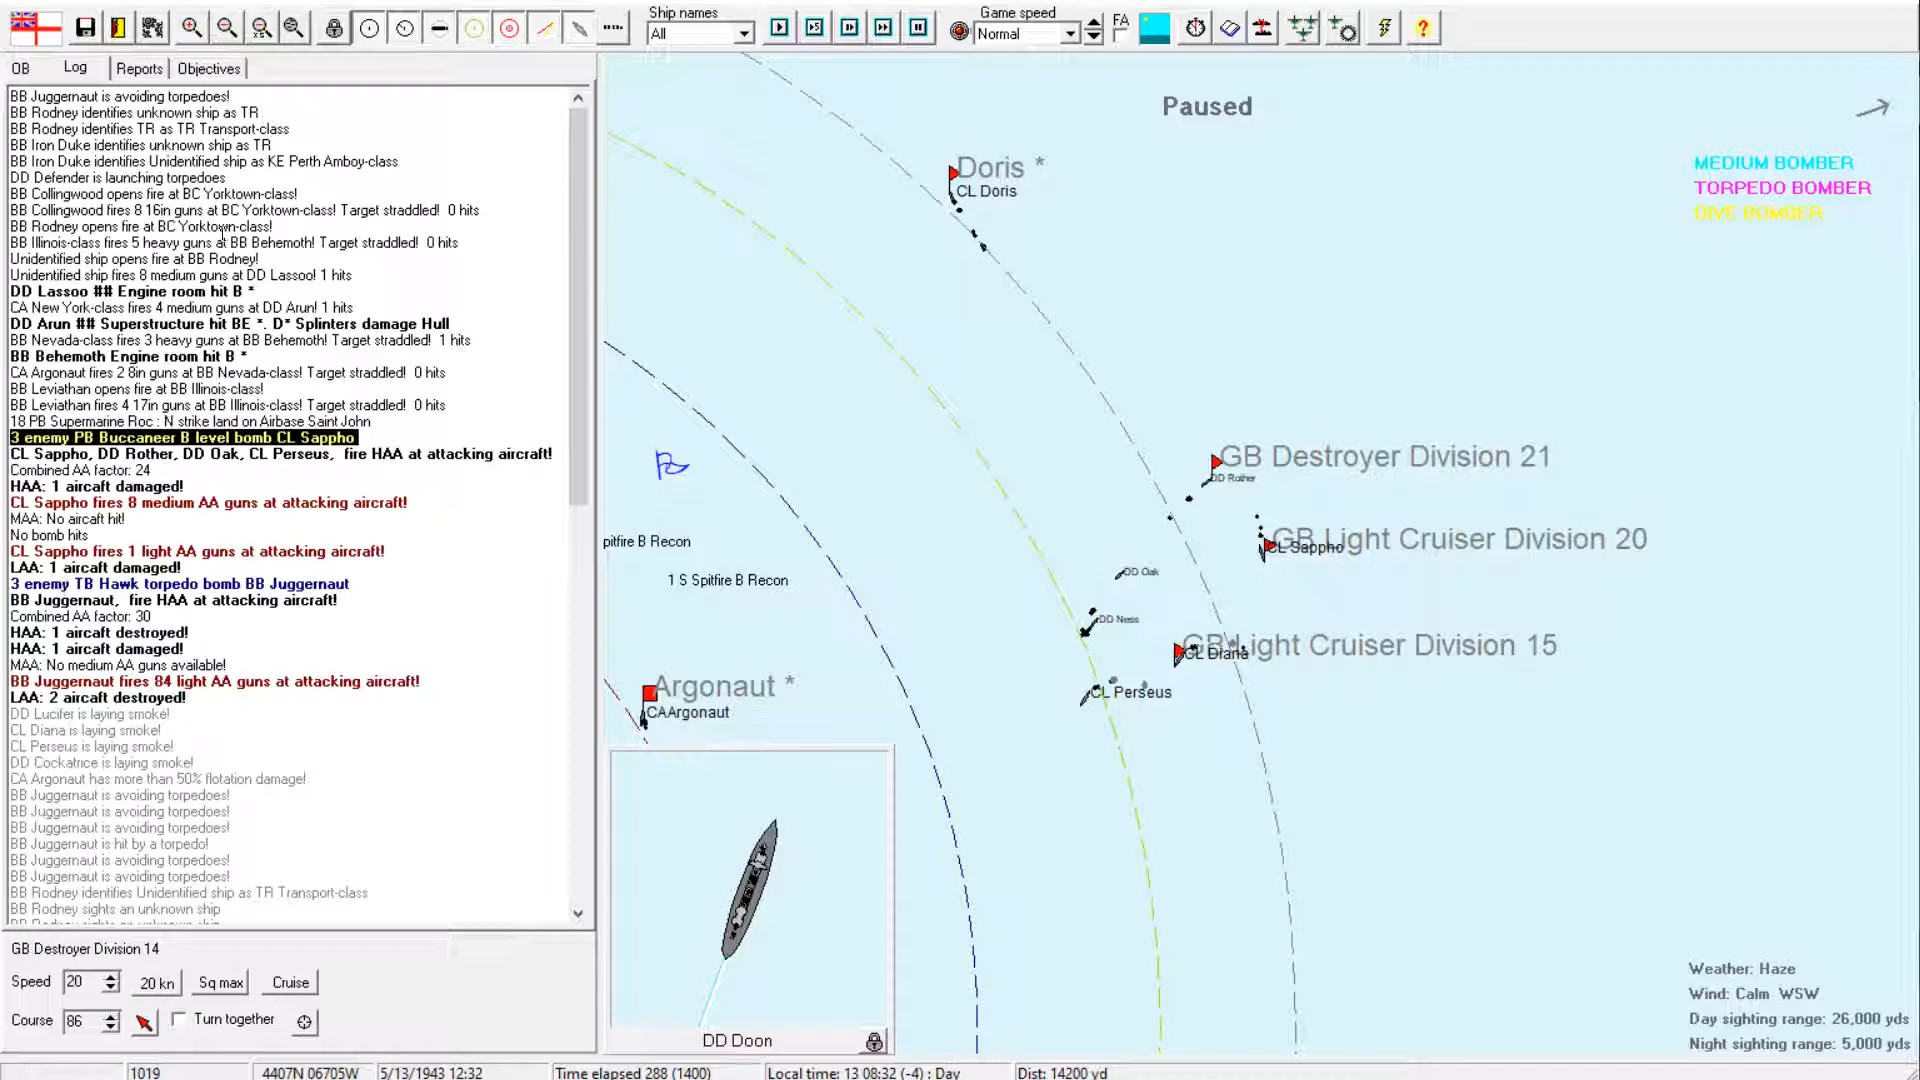 Ship names
All
Game speed
Normal
FA
OB
Log
Reports
Objectives
BB Juggernaut is avoiding torpedoes!
BB Rodney identifies unknown ship as TR
BB Rodney identifies TR as TR Transport-class
BB Iron Duke identifies unknown ship as TR
BB Iron Duke identifies Unidentified ship as KE Perth Amboy-class
DD Defender is launching torpedoes
BB Collingwood opens fire at BC Yorktown-class!
BB Collingwood fires 8 16in guns at BC Yorktown-class! Target straddled!  0 hits
BB Rodney opens fire at BC Yorktown-class!
BB Illinois-class fires 5 heavy guns at BB Behemoth! Target straddled!  0 hits
Unidentified ship opens fire at BB Rodney!
Unidentified ship fires 8 medium guns at DD Lassoo! 1 hits
DD Lassoo ## Engine room hit B *
CA New York-class fires 4 medium guns at DD Arun! 1 hits
DD Arun ## Superstructure hit BE *. D* Splinters damage Hull
BB Nevada-class fires 3 heavy guns at BB Behemoth! Target straddled!  1 hits
BB Behemoth Engine room hit B *
CA Argonaut fires 2 8in guns at BB Nevada-class! Target straddled!  0 hits
BB Leviathan opens fire at BB Illinois-class!
BB Leviathan fires 4 17in guns at BB Illinois-class! Target straddled!  0 hits
18 PB Supermarine Roc : N strike land on Airbase Saint John
3 enemy PB Buccaneer B level bomb CL Sappho
CL Sappho, DD Rother, DD Oak, CL Perseus,  fire HAA at attacking aircraft!
Combined AA factor: 24
HAA: 1 aircaft damaged!
CL Sappho fires 8 medium AA guns at attacking aircraft!
MAA: No aircaft hit!
No bomb hits
CL Sappho fires 1 light AA guns at attacking aircraft!
LAA: 1 aircaft damaged!
3 enemy TB Hawk torpedo bomb BB Juggernaut
BB Juggernaut,  fire HAA at attacking aircraft!
Combined AA factor: 30
HAA: 1 aircaft destroyed!
HAA: 1 aircaft damaged!
MAA: No medium AA guns available!
BB Juggernaut fires 84 light AA guns at attacking aircraft!
LAA: 2 aircaft destroyed!
DD Lucifer is laying smoke!
CL Diana is laying smoke!
CL Perseus is laying smoke!
DD Cockatrice is laying smoke!
CA Argonaut has more than 50% flotation damage!
BB Juggernaut is avoiding torpedoes!
BB Juggernaut is avoiding torpedoes!
BB Juggernaut is avoiding torpedoes!
BB Juggernaut is hit by a torpedo!
BB Juggernaut is avoiding torpedoes!
BB Juggernaut is avoiding torpedoes!
BB Rodney identifies Unidentified ship as TR Transport-class
BB Rodney sights an unknown ship
GB Destroyer Division 14
Speed 20 20 kn Sq max Cruise
Course 86 Turn together
Paused
MEDIUM BOMBER
TORPEDO BOMBER
DIVE BOMBER
Doris *
CL Doris
GB Destroyer Division 21
DD Rother
GB Light Cruiser Division 20
CL Sappho
pitfire B Recon
1 S Spitfire B Recon
DD Oak
DD Ness
GB Light Cruiser Division 15
CL Diana
CL Perseus
Argonaut *
CA Argonaut
DD Doon
Weather: Haze
Wind: Calm  WSW
Day sighting range: 26,000 yds
Night sighting range: 5,000 yds
1019
4407N 06705W
5/13/1943 12:32
Time elapsed 288 (1400)
Local time: 13 08:32 (-4) : Day
Dist: 14200 yd